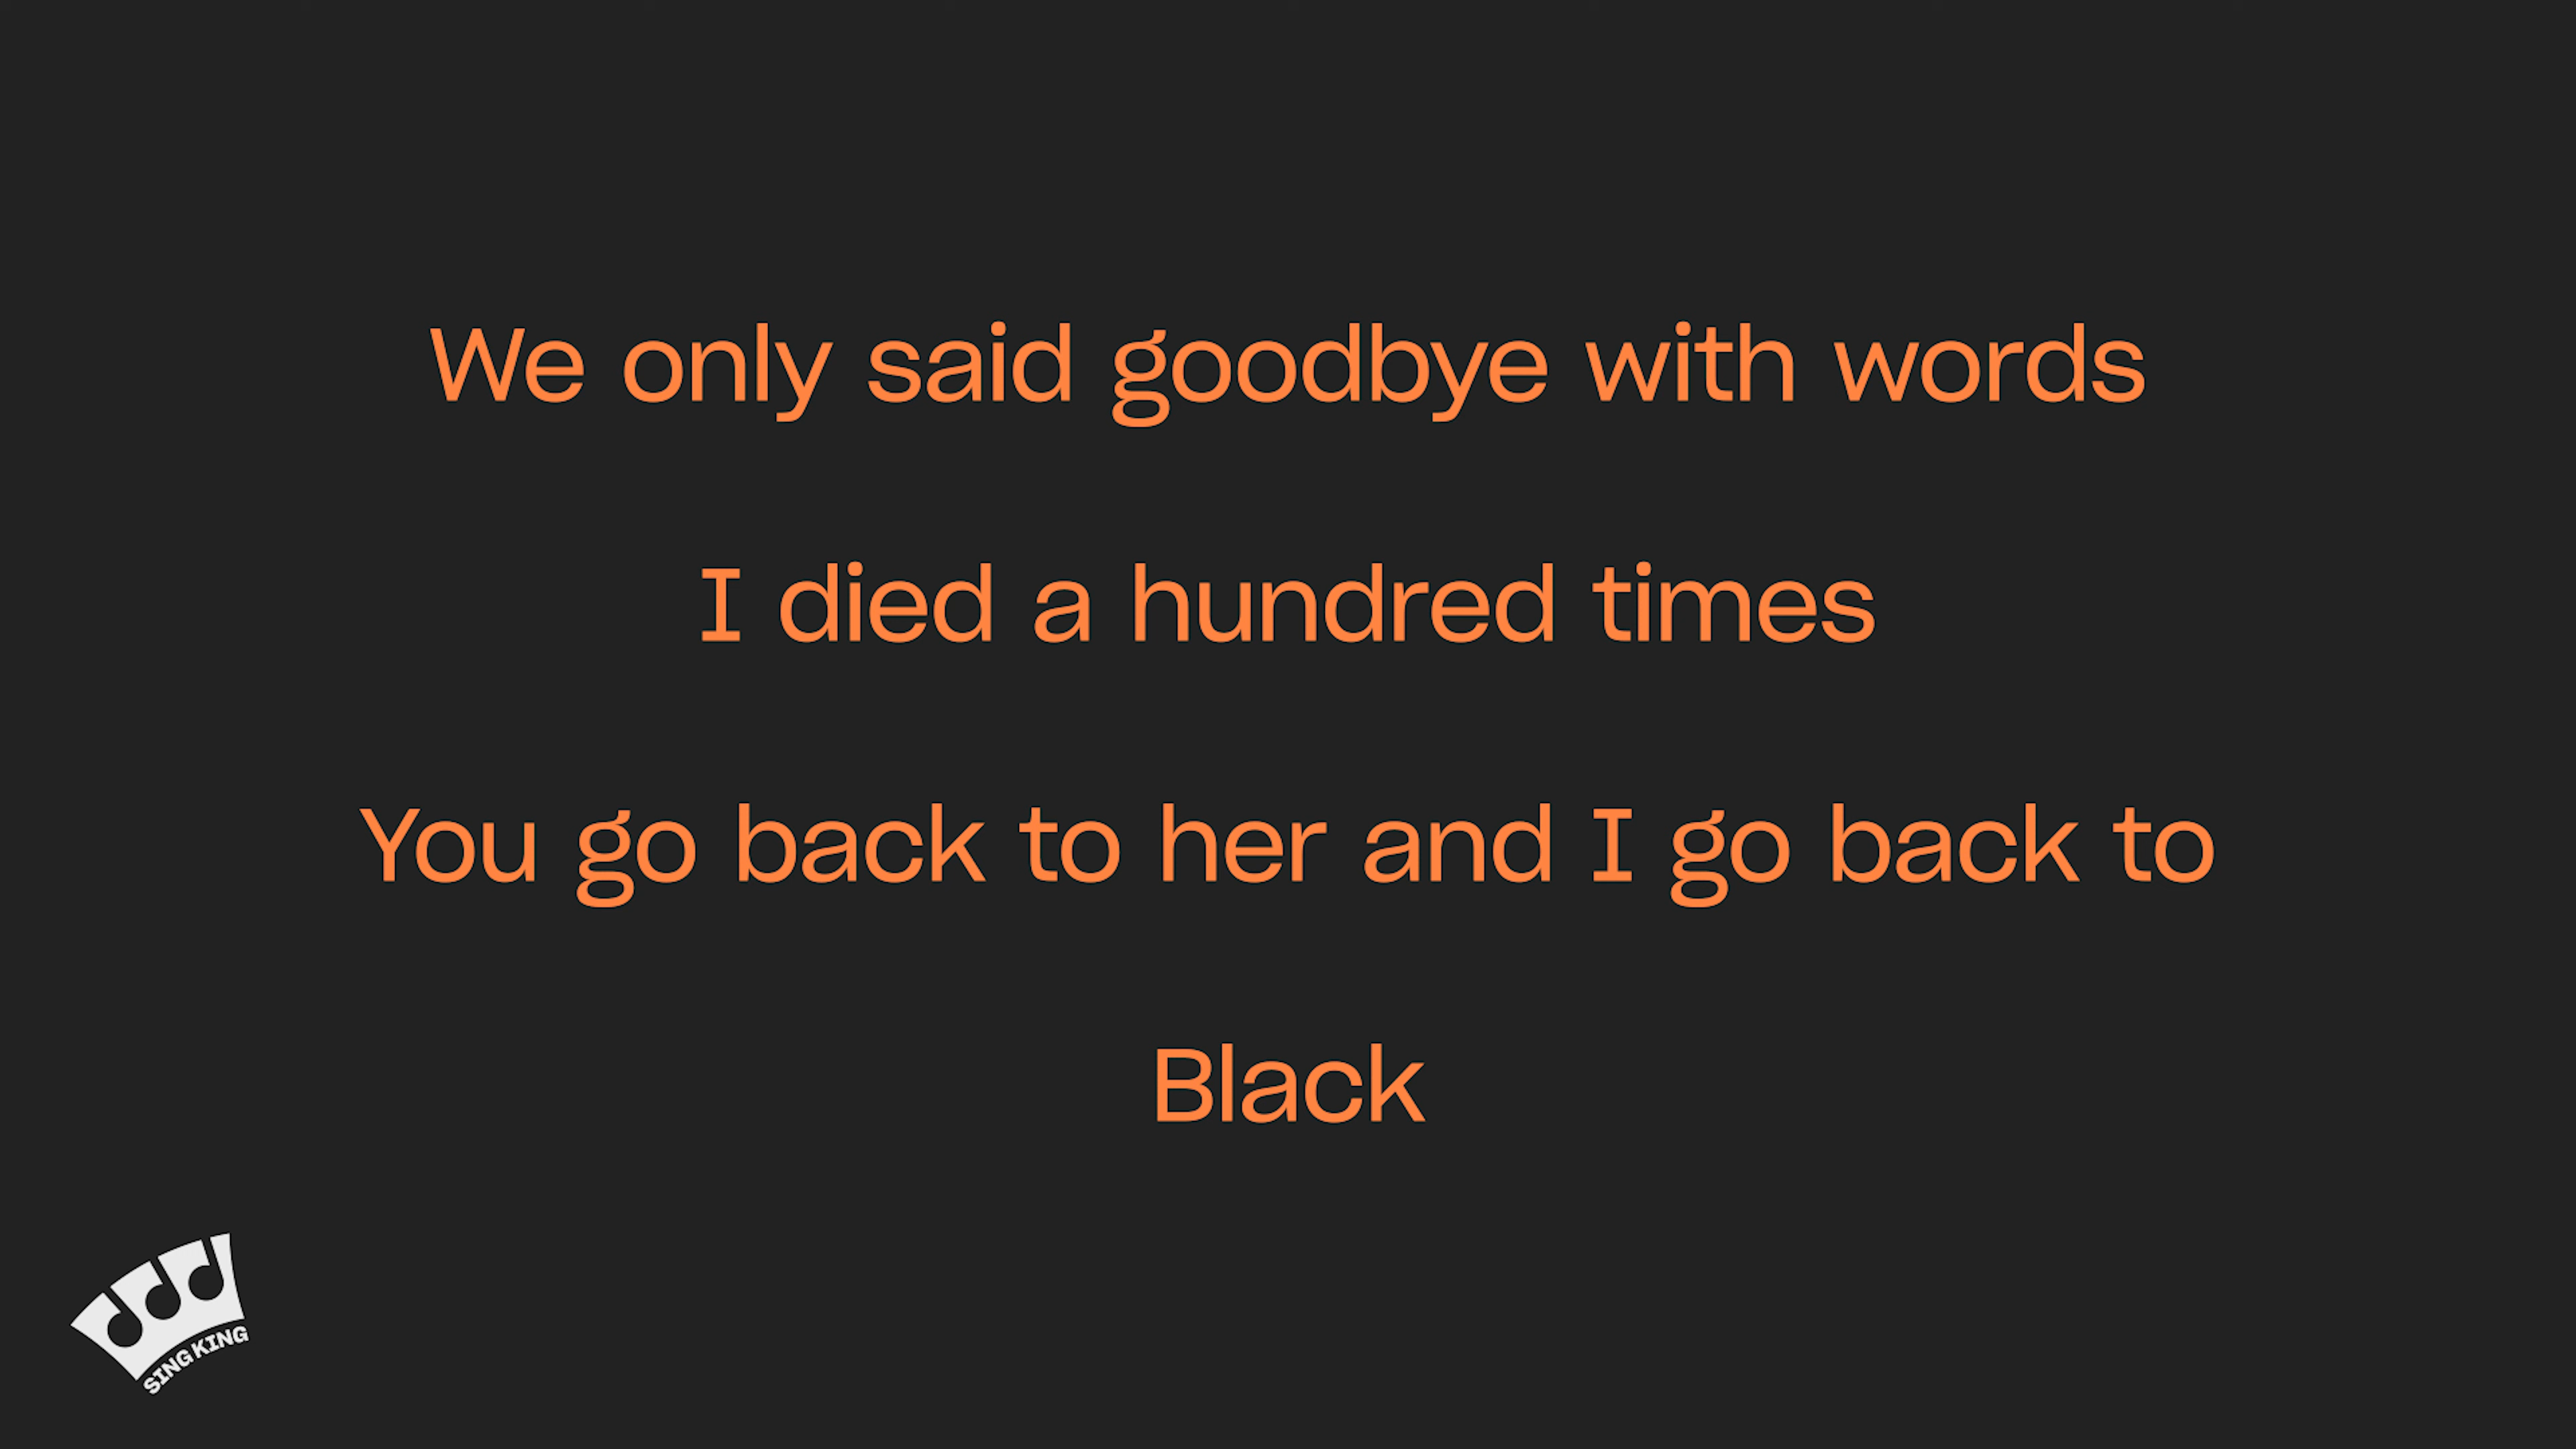 We only said goodbye with words
I died a hundred times
You go back to her and I go back to
Black
SING KING